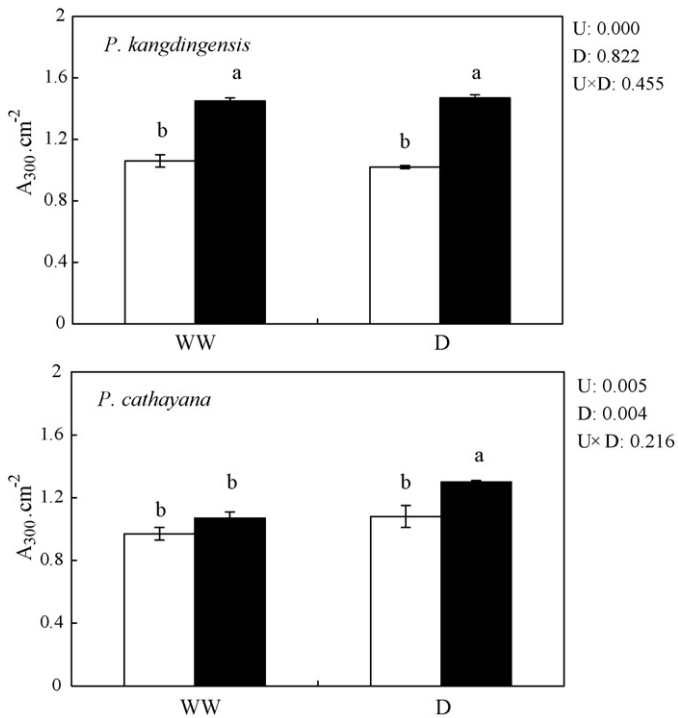 2
P. kangdingensis
U: 0.000
D: 0.822
U×D: 0.455
1.6
a
a
b
b
1.2
A300.cm-2
0.8
0.4
0
WW
D
2
P. cathayana
U: 0.005
D: 0.004
U× D: 0.216
1.6
a
b
b
b
1.2
A300.cm-2
0.8
0.4
0
WW
D